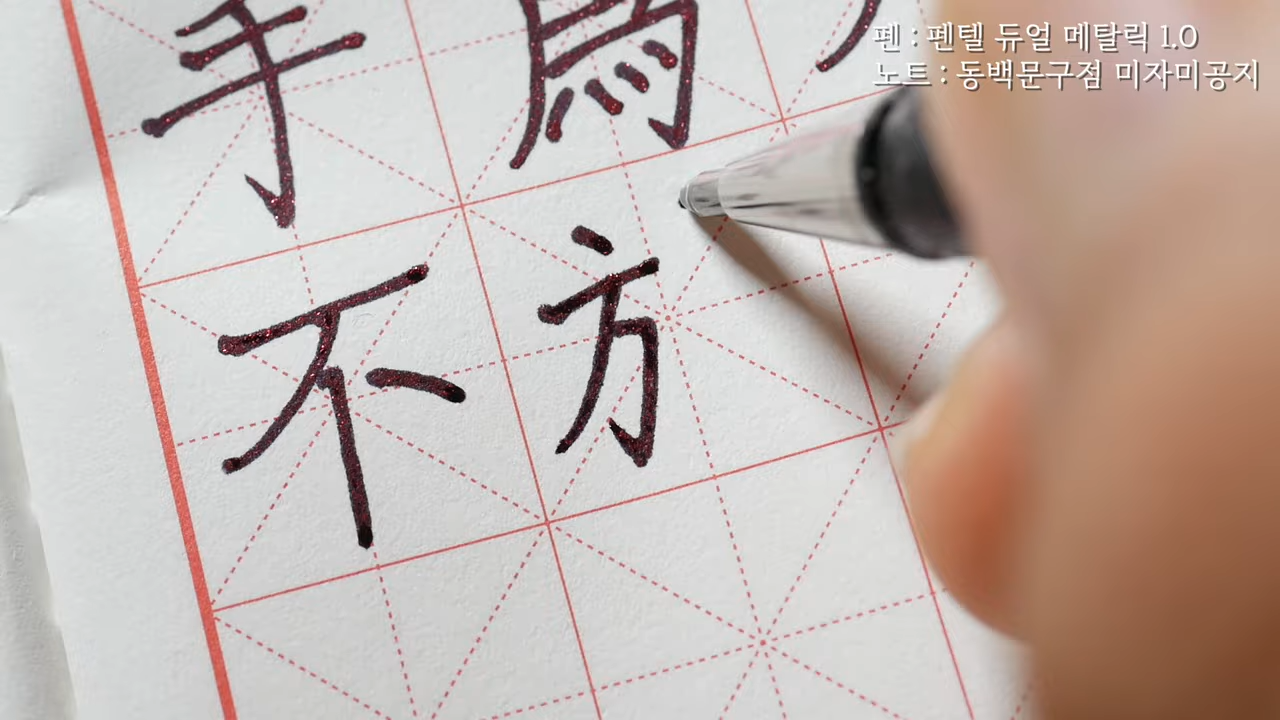 펜 : 펜텔 듀얼 메탈릭 1.0
노트 : 동백문구점 미자미공지
手
不方